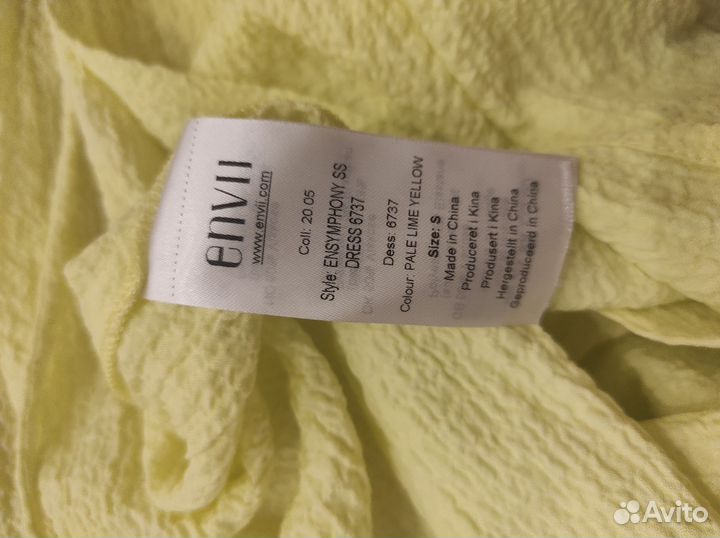 envii
www.envii.com
Coll: 20 05
Style: ENSYMPHONY SS
DRESS 6737
Dess: 6737
Colour: PALE LIME YELLOW
Size: S
Made in China
Produceret i Kina
Produsert i Kina
Hergestellt in China
Geproduceerd in China
Avito